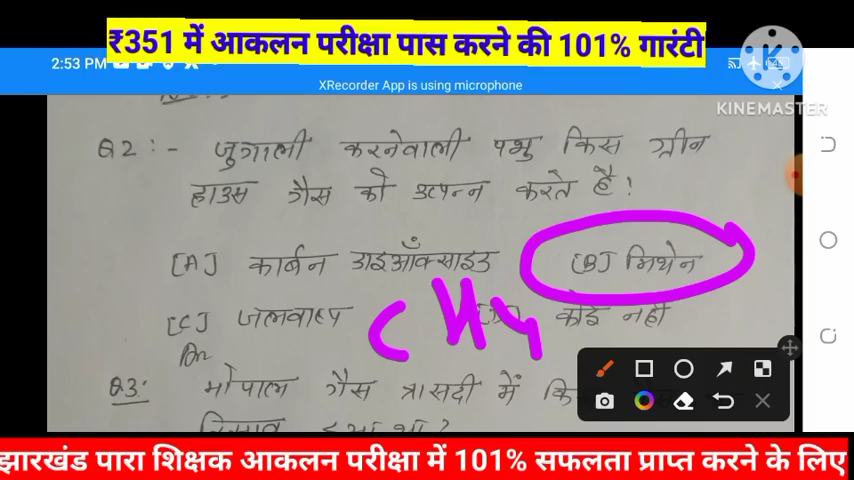 ₹351 में आकलन परीक्षा पास करने की 101% गारंटी
2:53 PM
XRecorder App is using microphone
KINEMASTER
Q2:- जुगाली करनेवाली पशु किस ग्रीन
हाउस गैस को उत्पन्न करते है?
[A] कार्बन डाइऑक्साइड [B] मिथेन
[C] जलवाष्प [D] कोई नहीं
CH4
An
Q3: भोपाल गैस त्रासदी में
झारखंड पारा शिक्षक आकलन परीक्षा में 101% सफलता प्राप्त करने के लिए